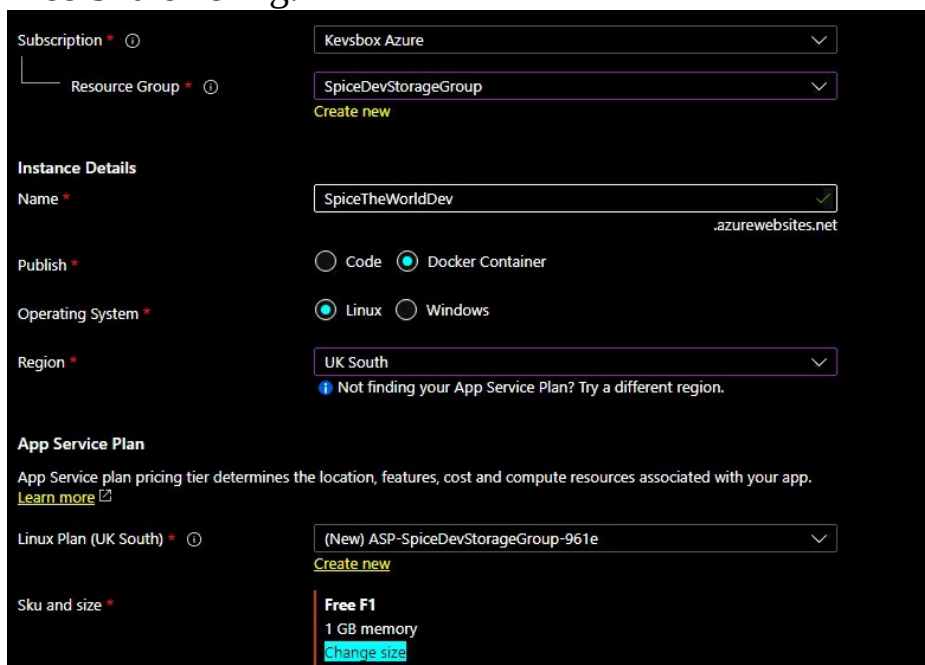 Subscription *
Kevsbox Azure
Resource Group *
SpiceDevStorageGroup
Create new
Instance Details
Name *
SpiceTheWorldDev
.azurewebsites.net
Publish *
Code Docker Container
Operating System *
Linux Windows
Region *
UK South
Not finding your App Service Plan? Try a different region.
App Service Plan
App Service plan pricing tier determines the location, features, cost and compute resources associated with your app.
Learn more
Linux Plan (UK South) *
(New) ASP-SpiceDevStorageGroup-961e
Create new
Sku and size *
Free F1
1 GB memory
Change size